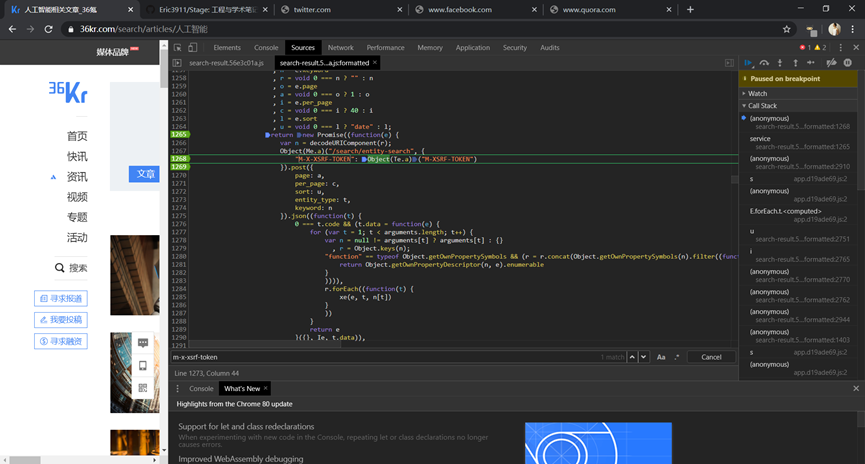 人工智能相关文章_36氪
Eric3911/Stage: 工程与学术笔记
twitter.com
www.facebook.com
www.quora.com
36kr.com/search/articles/人工智能
媒体品牌
36Kr
首页
快讯
资讯
视频
专题
活动
搜索
寻求报道
我要投稿
寻求融资
文章
Elements Console Sources Network Performance Memory Application Security Audits
1 2
search-result.56e3c01a.js
search-result.5...a.js:formatted
1258 , r = void 0 === n ? "" : n
1259 , o = e.page
1260 , a = void 0 === o ? 1 : o
1261 , i = e.per_page
1262 , c = void 0 === i ? 40 : i
1263 , l = e.sort
1264 , u = void 0 === l ? "date" : l;
1265 return new Promise((function(e) {
1266 var n = decodeURIComponent(r);
1267 Object(Me.a)("/search/entity-search", {
1268 "M-X-XSRF-TOKEN": Object(Te.a)("M-XSRF-TOKEN")
1269 }).post({
1270 page: a,
1271 per_page: c,
1272 sort: u,
1273 entity_type: t,
1274 keyword: n
1275 }).json((function(t) {
1276 0 === t.code && (t.data = function(e) {
1277 for (var t = 1; t < arguments.length; t++) {
1278 var n = null != arguments[t] ? arguments[t] : {}
1279 , r = Object.keys(n);
1280 "function" == typeof Object.getOwnPropertySymbols && (r = r.concat(Object.getOwnPropertySymbols(n).filter((func
1281 return Object.getOwnPropertyDescriptor(n, e).enumerable
1282 }
1283 )))),
1284 r.forEach((function(t) {
1285 xe(e, t, n[t])
1286 }
1287 ))
1288 }
1289 return e
1290 }({}, Ie, t.data)),
1291
m-x-xsrf-token
1 match
Aa .* Cancel
Line 1273, Column 44
Console What's New
Highlights from the Chrome 80 update
Support for let and class redeclarations
When experimenting with new code in the Console, repeating let or class declarations no longer
causes errors.
Improved WebAssembly debugging
Paused on breakpoint
Watch
Call Stack
(anonymous)
search-result.5...formatted:1268
service
search-result.5...formatted:2910
s
app.d19ade69.js:2
(anonymous)
app.d19ade69.js:2
E.forEach.t.<computed>
app.d19ade69.js:2
u
search-result.5...formatted:2751
i
search-result.5...formatted:2765
(anonymous)
search-result.5...formatted:2770
(anonymous)
search-result.5...formatted:2762
(anonymous)
search-result.5...formatted:2944
(anonymous)
search-result.5...formatted:1403
s
app.d19ade69.js:2
(anonymous)
app.d19ade69.js:2